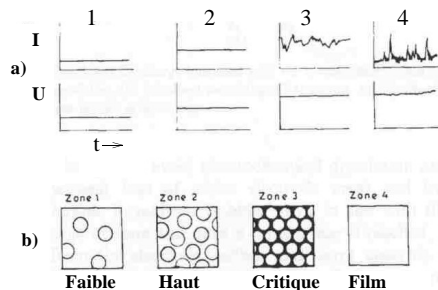 1 2 3 4
I
a)
U
t→
Zone 1 Zone 2 Zone 3 Zone 4
b)
Faible Haut Critique Film